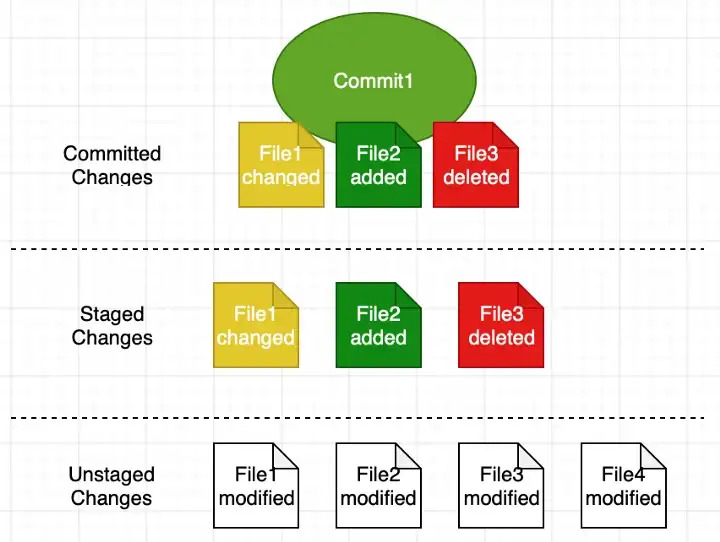 Commit1
Committed
Changes
File1
changed
File2
added
File3
deleted
Staged
Changes
File1
changed
File2
added
File3
deleted
Unstaged
Changes
File1
modified
File2
modified
File3
modified
File4
modified